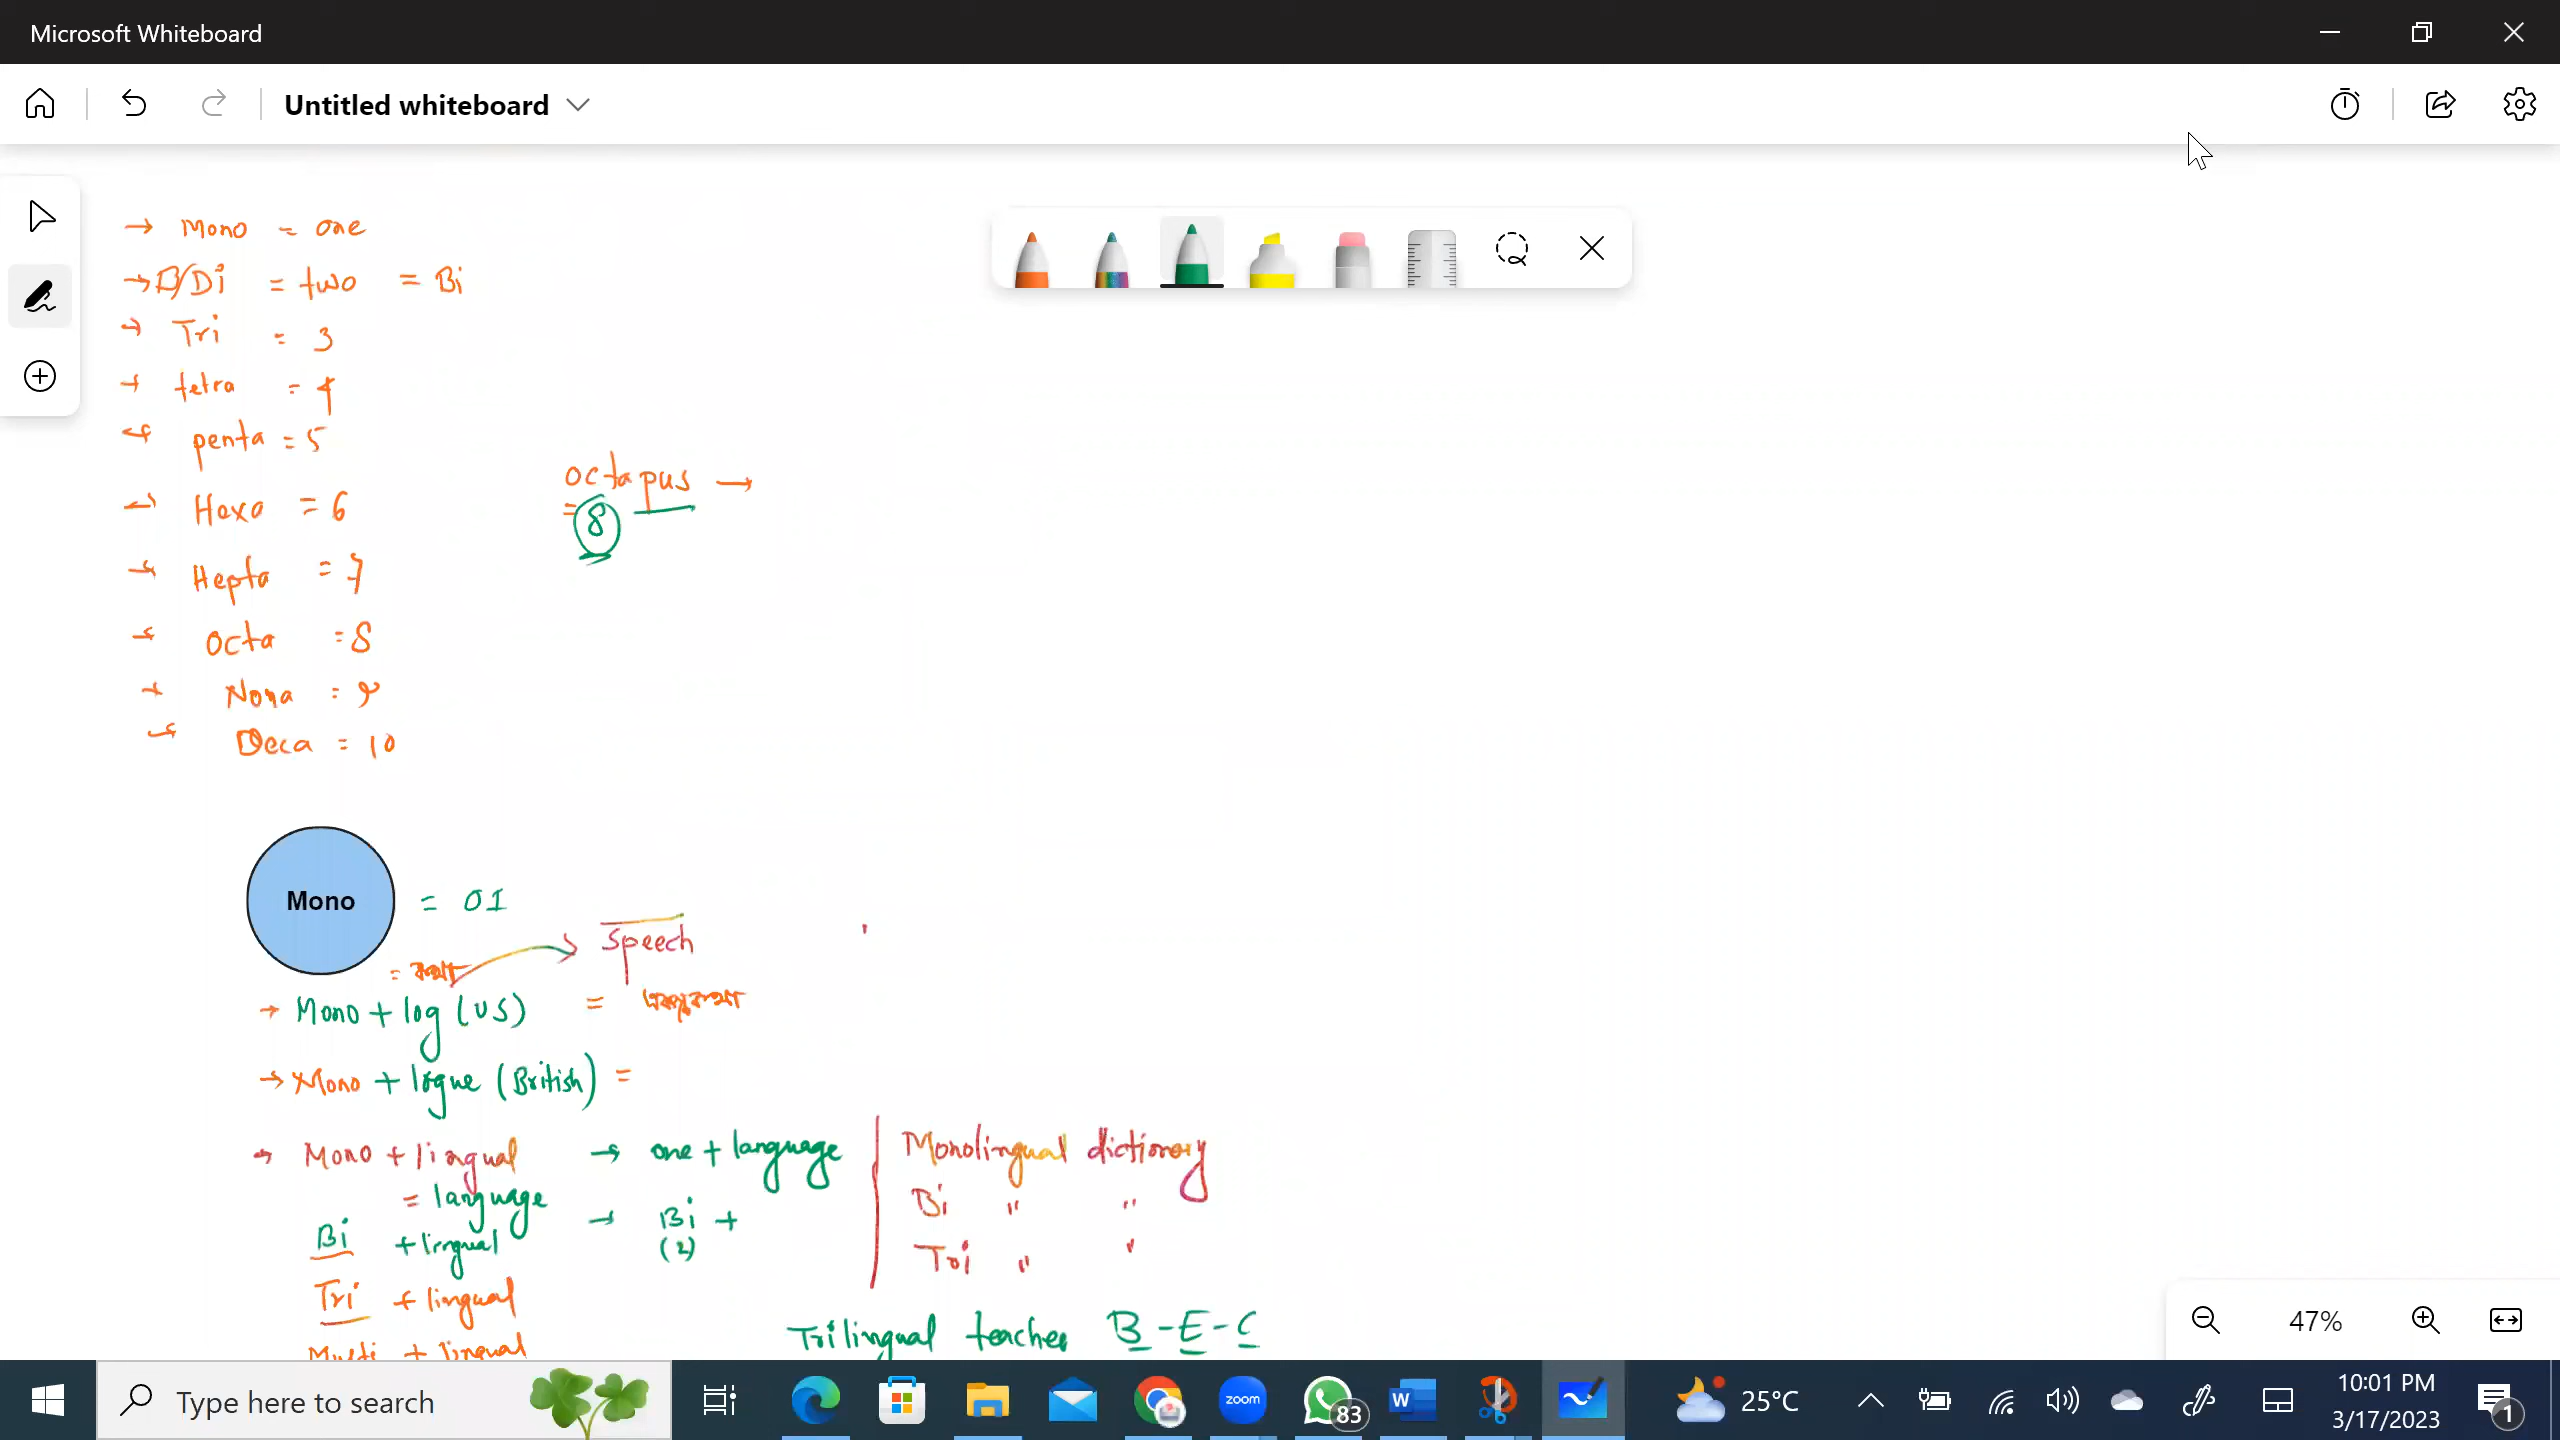 Microsoft Whiteboard
Untitled whiteboard
→ Mono = one
→ B/Di = two = Bi
→ Tri = 3
→ tetra = 4
→ penta = 5
→ Hexa = 6
→ Hepta = 7
→ octa = 8
→ Nona = 9
→ Deca = 10
octapus →
= 8
Mono = 01
Speech
→ Mono + log (US) =
→ Mono + logue (British) =
→ Mono + lingual → one + language
= language → Bi +
(2)
Bi + lingual
Tri + lingual
Multi + lingual
Monolingual dictionary
Bi " "
Tri " "
Trilingual teacher B - E - C
47%
Type here to search
zoom
83
W
25°C
10:01 PM
3/17/2023
1